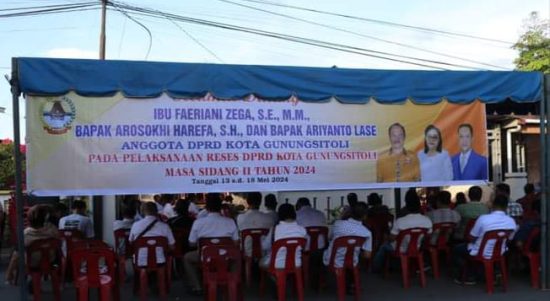 IBU FAERIANI ZEGA, S.E., M.M.,
BAPAK AROSOKHI HAREFA, S.H., DAN BAPAK ARIYANTO LASE
ANGGOTA DPRD KOTA GUNUNGSITOLI
PADA PELAKSANAAN RESES DPRD KOTA GUNUNGSITOLI
MASA SIDANG II TAHUN 2024
Tanggal 13 s.d. 18 Mei 2024